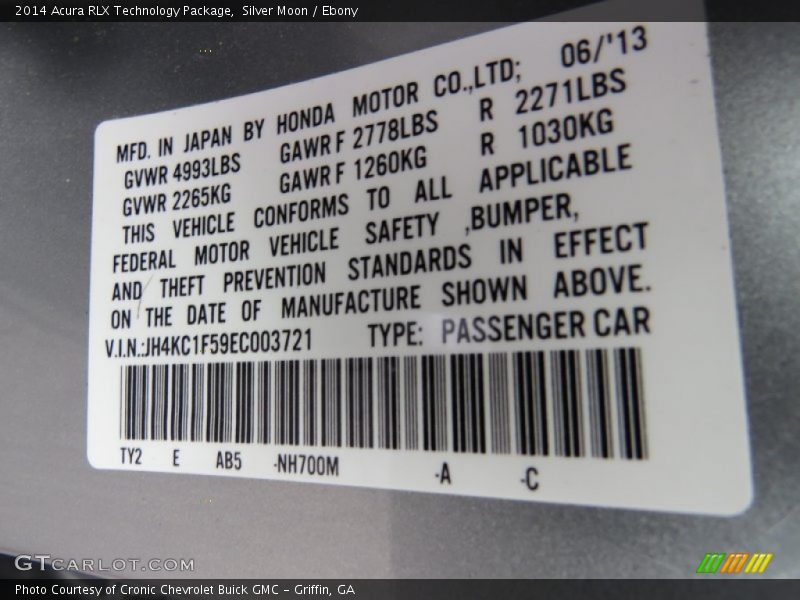 2014 Acura RLX Technology Package,  Silver Moon / Ebony
MFD. IN JAPAN BY HONDA MOTOR CO.,LTD; 06/'13
GVWR 4993LBS GAWR F 2778LBS R 2271LBS
GVWR 2265KG GAWR F 1260KG R 1030KG
THIS VEHICLE CONFORMS TO ALL APPLICABLE
FEDERAL MOTOR VEHICLE SAFETY ,BUMPER,
AND THEFT PREVENTION STANDARDS IN EFFECT
ON THE DATE OF MANUFACTURE SHOWN ABOVE.
V.I.N.:JH4KC1F59EC003721 TYPE: PASSENGER CAR
TY2 E AB5 -NH700M -A -C
GTCARLOT.COM
Photo Courtesy of Cronic Chevrolet Buick GMC – Griffin, GA